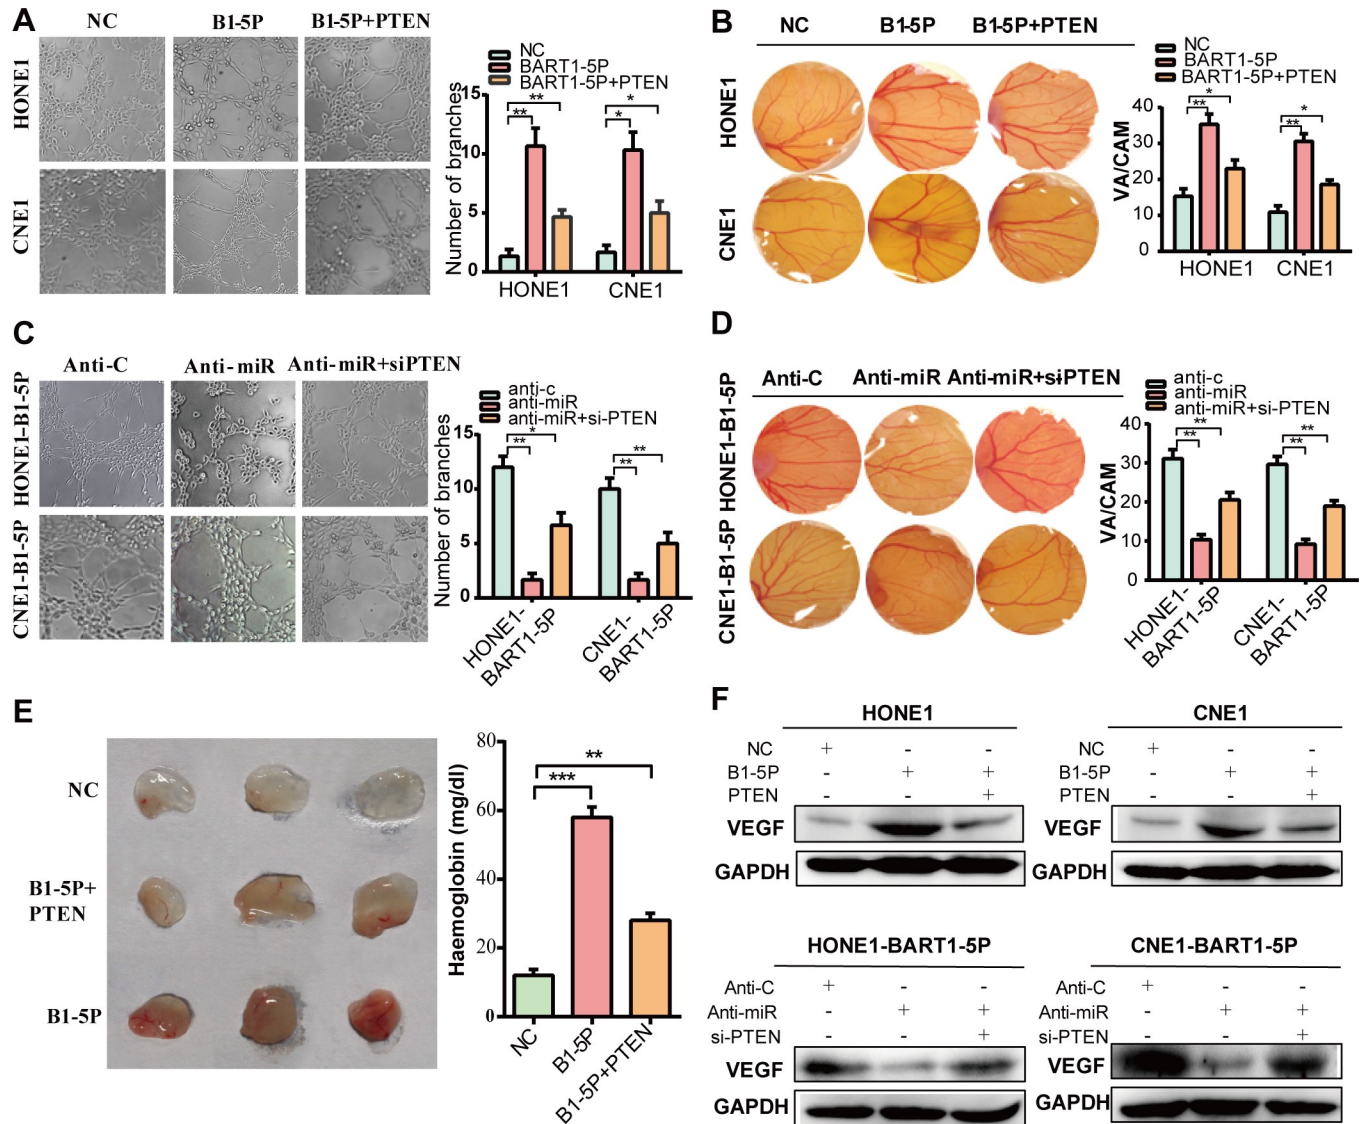 A
NC B1-5P B1-5P+PTEN
HONE1
CNE1
NC
BART1-5P
BART1-5P+PTEN
Number of branches
15
10
5
0
** **
* *
HONE1 CNE1
B
NC B1-5P B1-5P+PTEN
HONE1
CNE1
NC
BART1-5P
BART1-5P+PTEN
VA/CAM
40
30
20
10
0
* **
* **
HONE1 CNE1
C
Anti-C Anti-miR Anti-miR+siPTEN
HONE1-B1-5P
CNE1-B1-5P
anti-c
anti-miR
anti-miR+si-PTEN
Number of branches
15
10
5
0
* **
** **
HONE1-
BART1-5P
CNE1-
BART1-5P
D
Anti-C Anti-miR Anti-miR+si-PTEN
HONE1-B1-5P
CNE1-B1-5P
anti-c
anti-miR
anti-miR+si-PTEN
VA/CAM
40
30
20
10
0
** **
** **
HONE1-
BART1-5P
CNE1-
BART1-5P
E
NC
B1-5P+
PTEN
B1-5P
Haemoglobin (mg/dl)
80
60
40
20
0
**
***
NC
B1-5P
B1-5P+PTEN
F
HONE1
NC + - -
B1-5P - + +
PTEN - - +
VEGF
GAPDH
CNE1
NC + - -
B1-5P - + +
PTEN - - +
VEGF
GAPDH
HONE1-BART1-5P
Anti-C + - -
Anti-miR - + +
si-PTEN - - +
VEGF
GAPDH
CNE1-BART1-5P
Anti-C + - -
Anti-miR - + +
si-PTEN - - +
VEGF
GAPDH